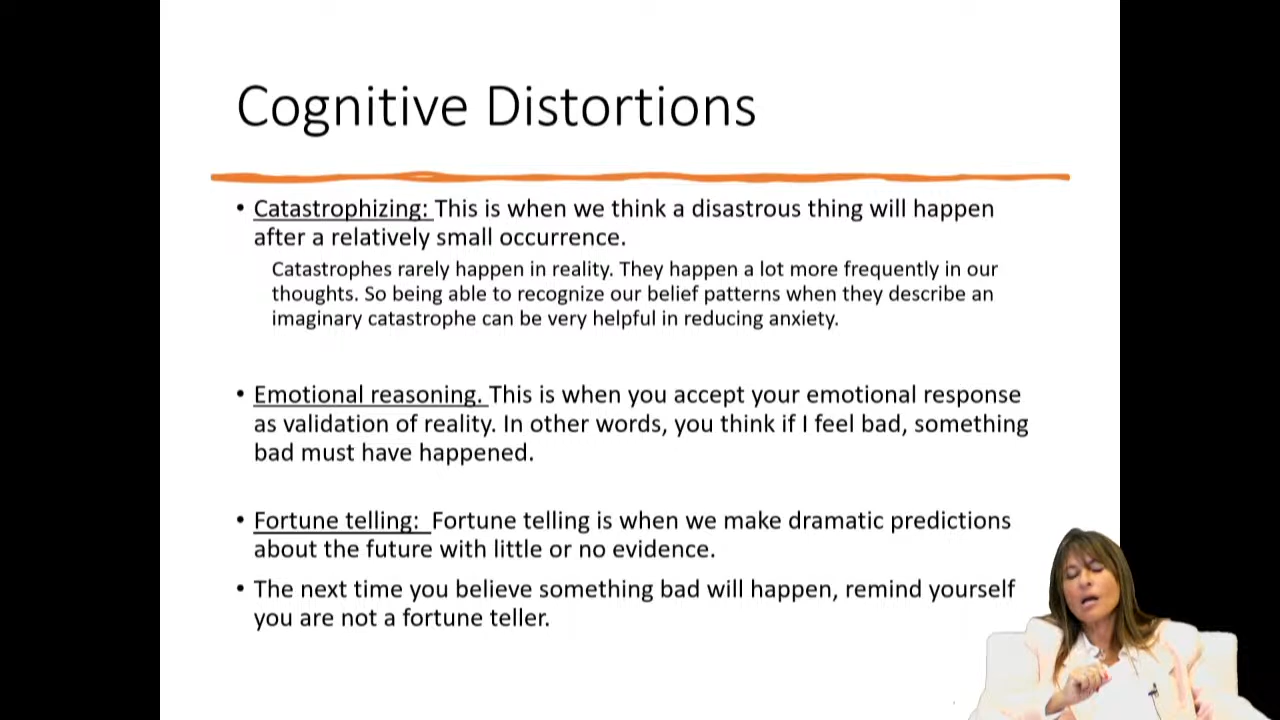 Cognitive Distortions
• Catastrophizing: This is when we think a disastrous thing will happen
after a relatively small occurrence.
Catastrophes rarely happen in reality. They happen a lot more frequently in our
thoughts. So being able to recognize our belief patterns when they describe an
imaginary catastrophe can be very helpful in reducing anxiety.
• Emotional reasoning. This is when you accept your emotional response
as validation of reality. In other words, you think if I feel bad, something
bad must have happened.
• Fortune telling: Fortune telling is when we make dramatic predictions
about the future with little or no evidence.
• The next time you believe something bad will happen, remind yourself
you are not a fortune teller.